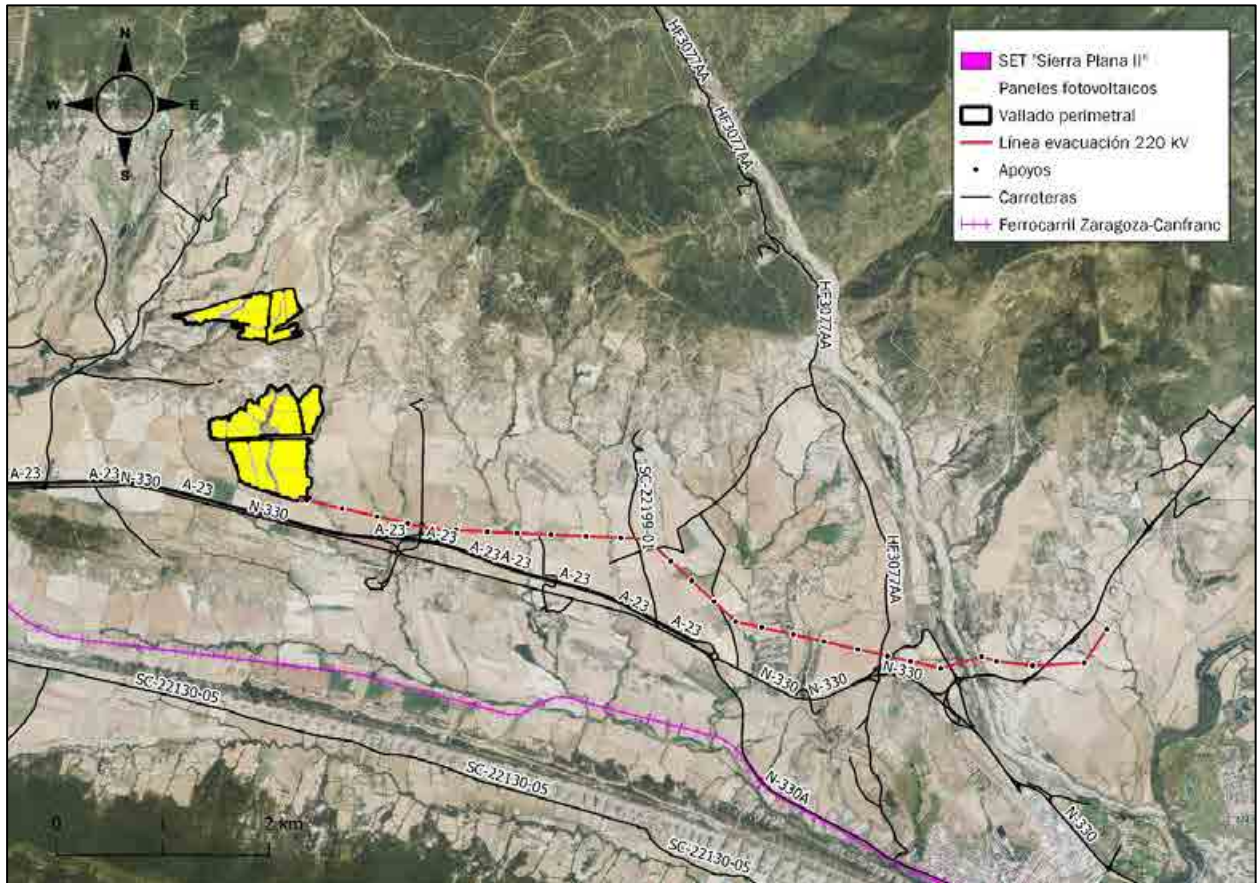 N
W
E
S
SET "Sierra Plana II"
Paneles fotovoltaicos
Vallado perimetral
Línea evacuación 220 kV
Apoyos
Carreteras
Ferrocarril Zaragoza-Canfranc
HF3077AA
HF3077AA
HF3077AA
HF3077AA
SC-22199-01
A-23
A-23
N-330
A-23
N-330
A-23
A-23
A-23
A-23
A-23
A-23
A-23
N-330
N-330
N-330
N-330A
N-330
SC-22130-05
SC-22130-05
SC-22130-05
0
2 km